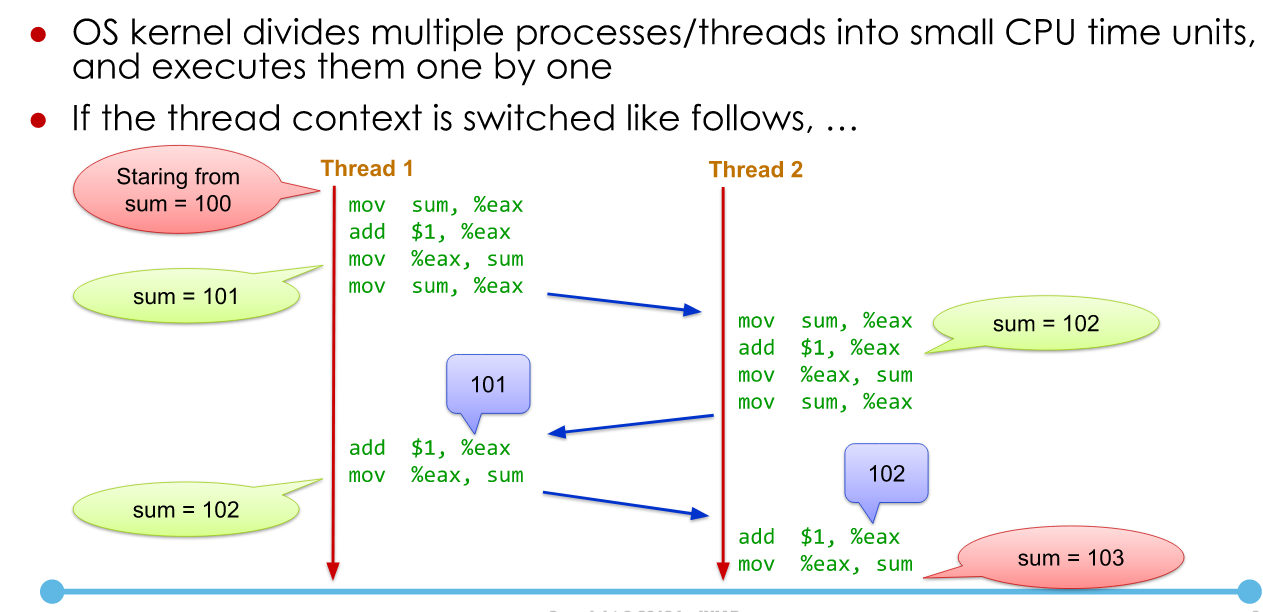 OS kernel divides multiple processes/threads into small CPU time units,
and executes them one by one
If the thread context is switched like follows, …
Staring from
sum = 100
Thread 1
mov sum, %eax
add $1, %eax
mov %eax, sum
mov sum, %eax
sum = 101
Thread 2
mov sum, %eax
add $1, %eax
mov %eax, sum
mov sum, %eax
sum = 102
101
add $1, %eax
mov %eax, sum
sum = 102
102
add $1, %eax
mov %eax, sum
sum = 103